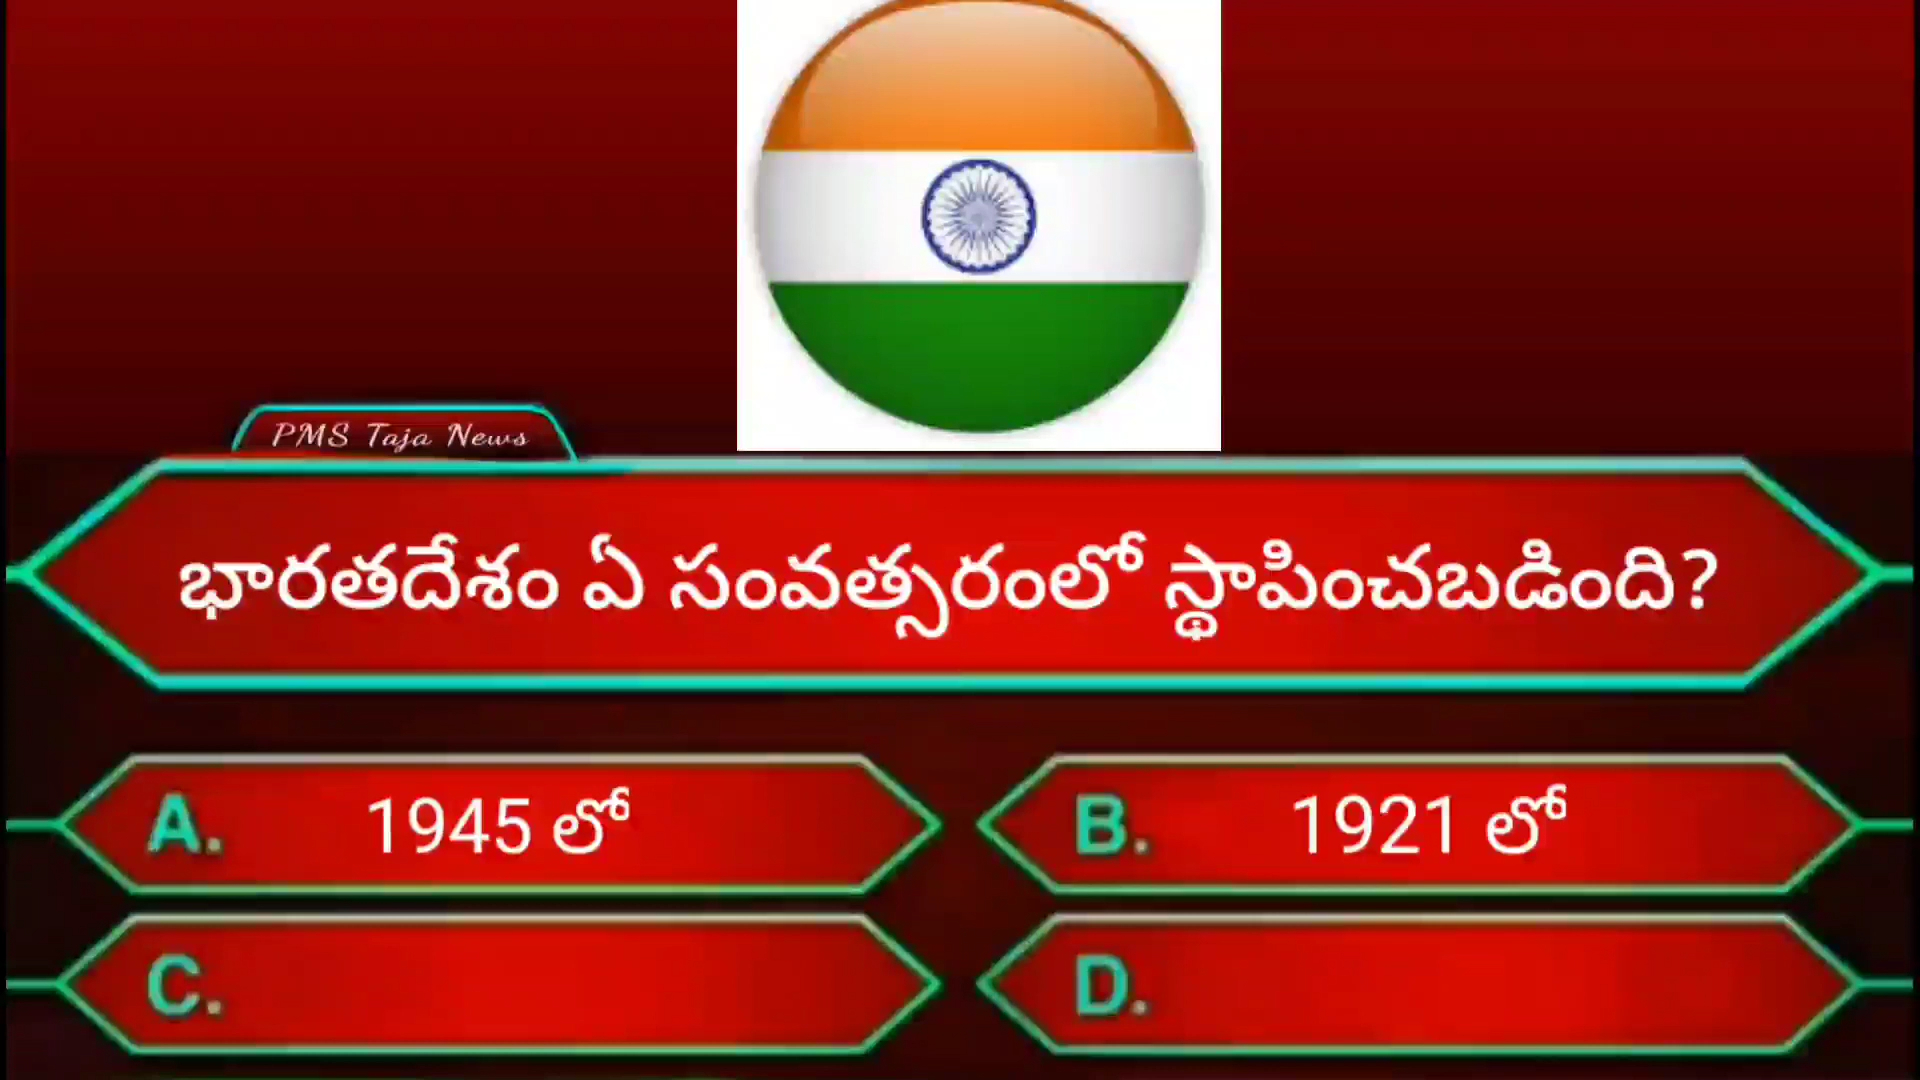 PMS Taja News
భారతదేశం ఏ సంవత్సరంలో స్థాపించబడింది?
A. 1945 లో
B. 1921 లో
C.
D.